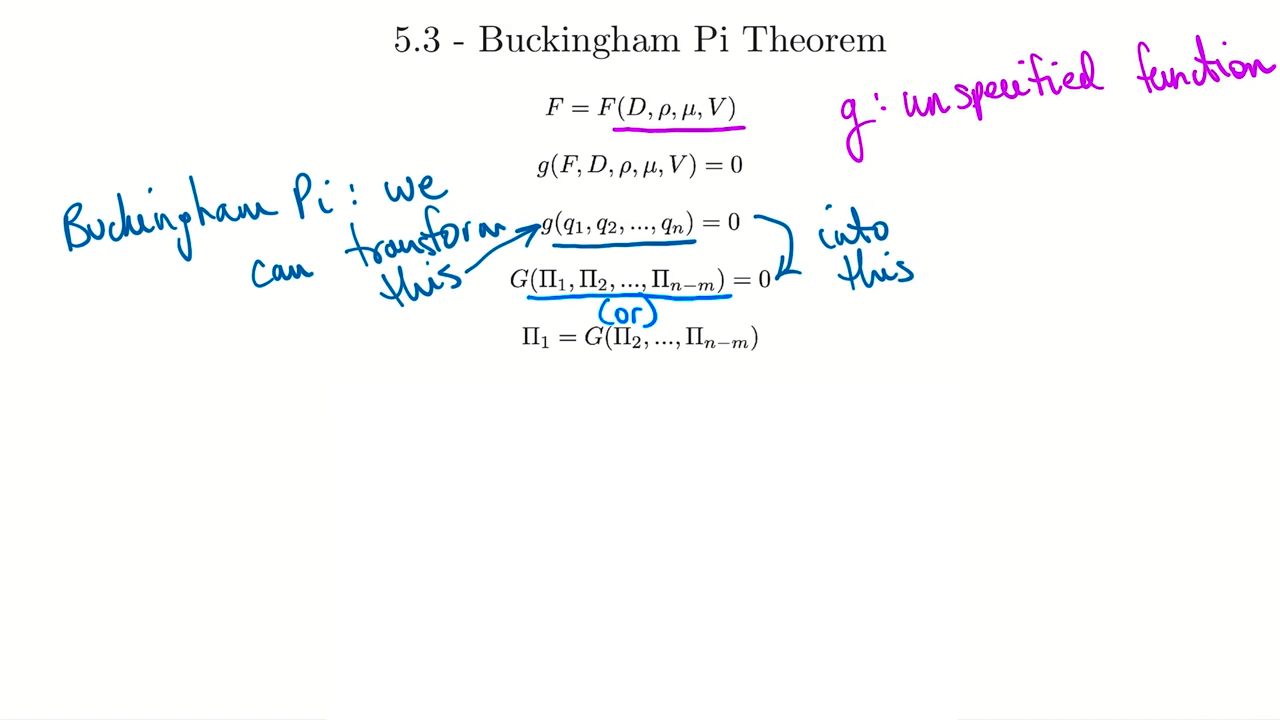 5.3 - Buckingham Pi Theorem
F = F(D, ρ, μ, V)
g : unspecified function
g(F, D, ρ, μ, V) = 0
Buckingham Pi : we
can transform
this
g(q₁, q₂, ..., qₙ) = 0
into
this
G(Π₁, Π₂, ..., Πₙ₋ₘ) = 0
(or)
Π₁ = G(Π₂, ..., Πₙ₋ₘ)